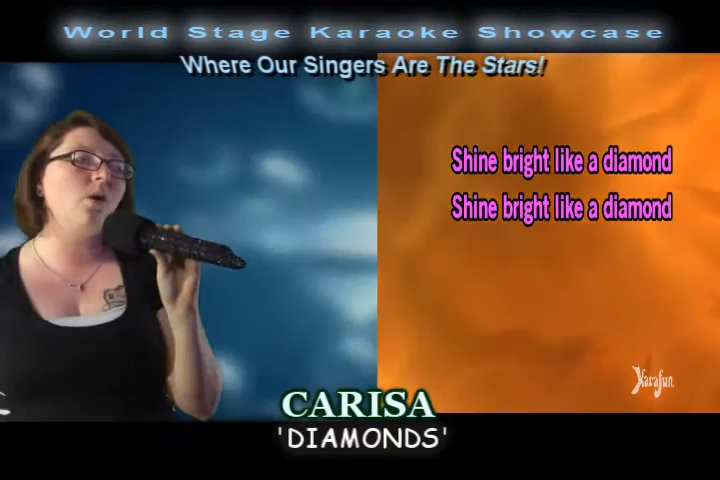 World Stage Karaoke Showcase
Where Our Singers Are The Stars!
Shine bright like a diamond
Shine bright like a diamond
Karafun
CARISA
'DIAMONDS'